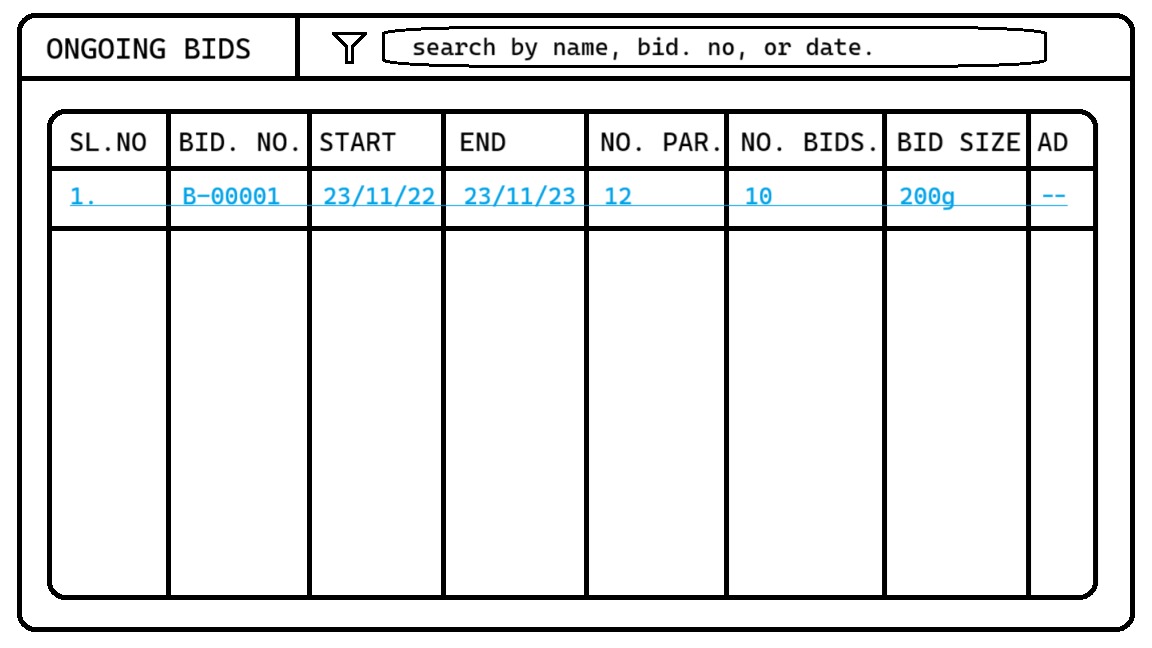 ONGOING BIDS search by name, bid. no, or date.
SL.NO BID. NO. START END NO. PAR. NO. BIDS. BID SIZE AD
1. B-00001 23/11/22 23/11/23 12 10 200g --